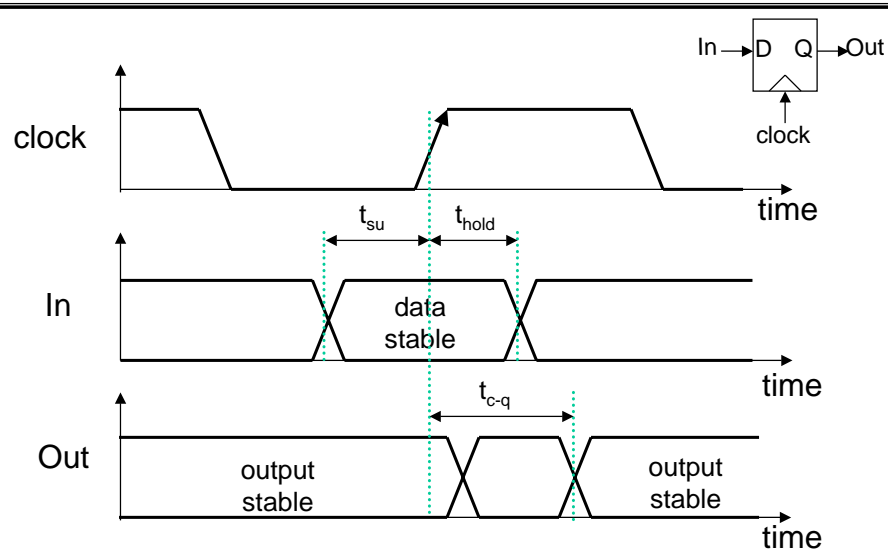 In D Q Out
clock
clock
time
tsu thold
In
data
stable
time
tc-q
Out
output
stable
output
stable
time